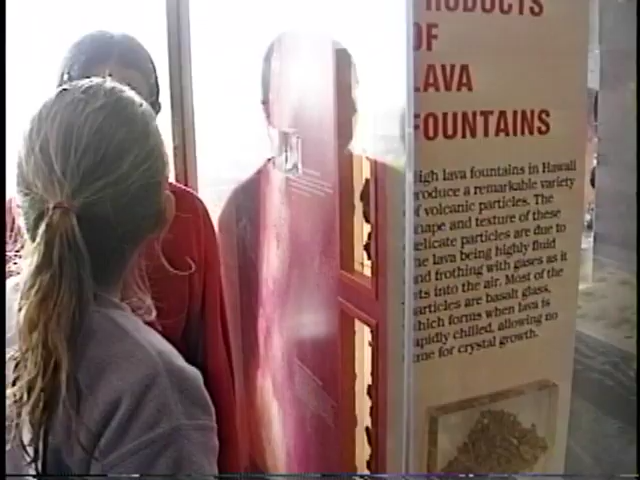 RODUCTS
OF
LAVA
FOUNTAINS
igh lava fountains in Hawaii
roduce a remarkable variety
f volcanic particles. The
hape and texture of these
elicate particles are due to
he lava being highly fluid
nd frothing with gases as it
ts into the air. Most of the
articles are basalt glass,
hich forms when lava is
apidly chilled, allowing no
me for crystal growth.